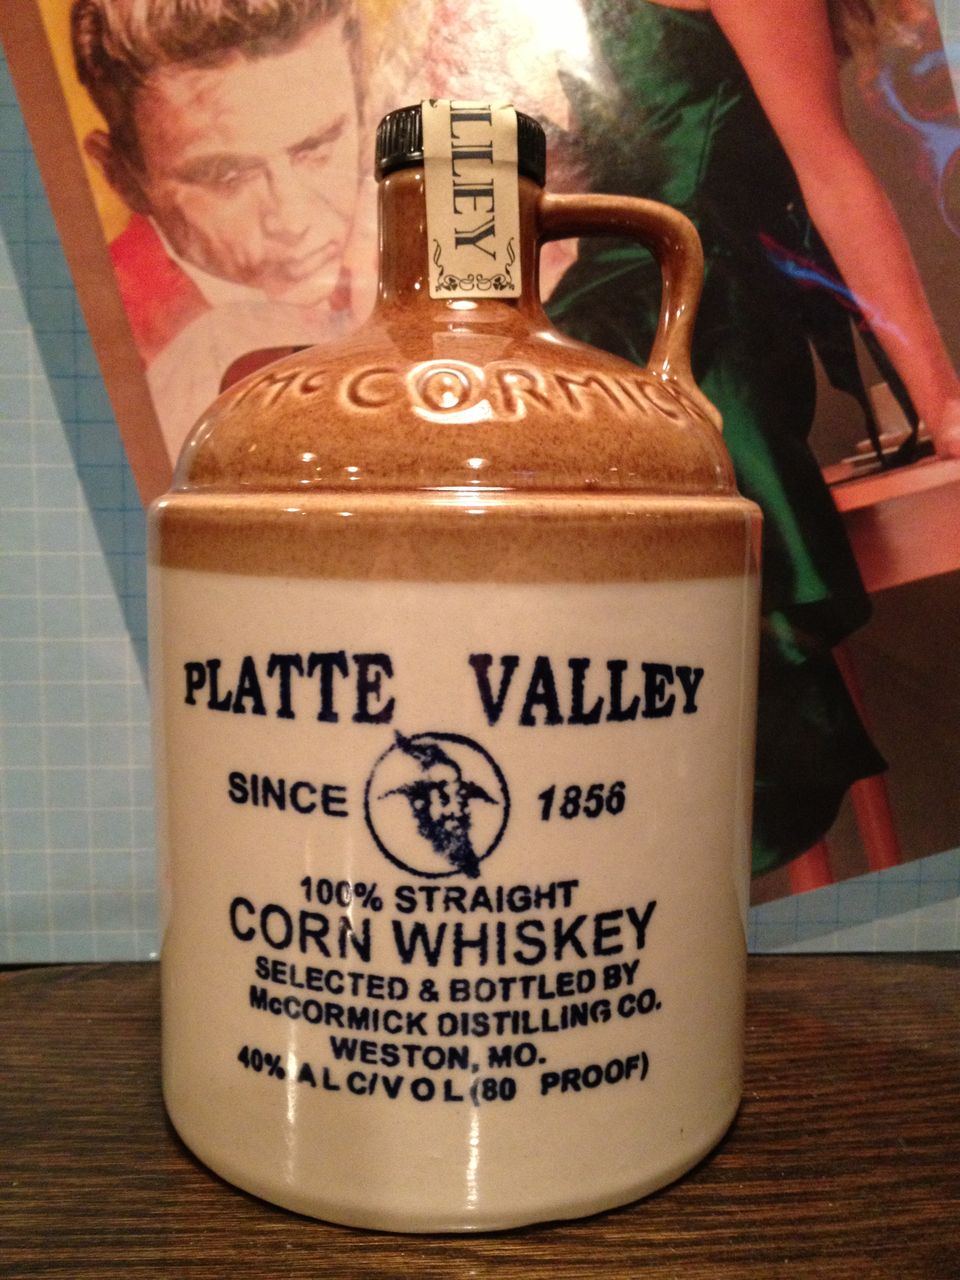 LLEY
McCORMICK
PLATTE VALLEY
SINCE 1856
100% STRAIGHT
CORN WHISKEY
SELECTED & BOTTLED BY
McCORMICK DISTILLING CO.
WESTON, MO.
40% ALC/VOL (80 PROOF)